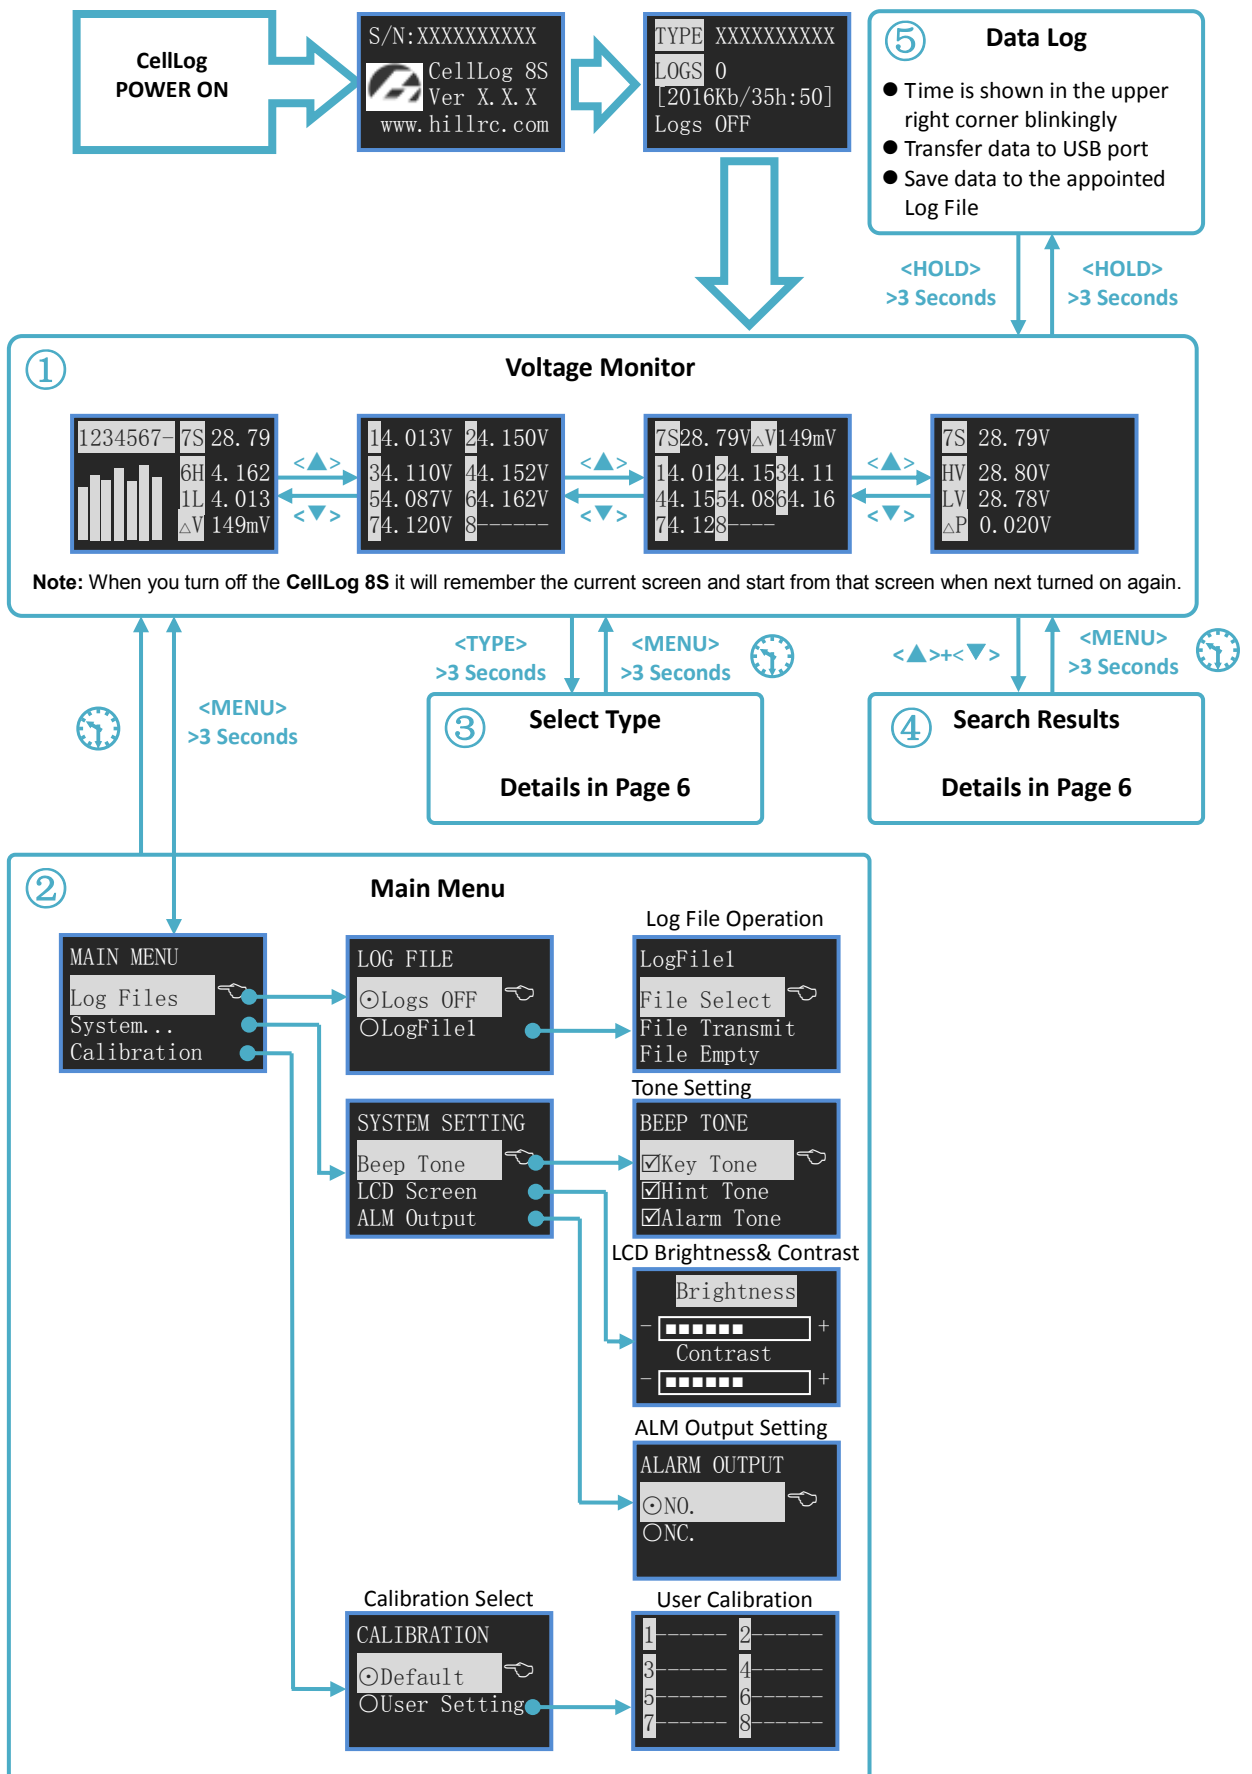 CellLog
POWER ON
S/N:XXXXXXXXXX
CellLog 8S
Ver X.X.X
www.hillrc.com
TYPE XXXXXXXXXX
LOGS 0
[2016Kb/35h:50]
Logs OFF
⑤ Data Log
● Time is shown in the upper
right corner blinkingly
● Transfer data to USB port
● Save data to the appointed
Log File
<HOLD>
>3 Seconds
<HOLD>
>3 Seconds
① Voltage Monitor
1234567- 7S 28.79
6H 4.162
1L 4.013
△V 149mV
<▲>
<▼>
14.013V 24.150V
34.110V 44.152V
54.087V 64.162V
74.120V 8------
<▲>
<▼>
7S28.79V△V149mV
14.0124.1534.11
44.1554.0864.16
74.128----
<▲>
<▼>
7S 28.79V
HV 28.80V
LV 28.78V
△P 0.020V
Note: When you turn off the CellLog 8S it will remember the current screen and start from that screen when next turned on again.
<MENU>
>3 Seconds
<TYPE>
>3 Seconds
<MENU>
>3 Seconds
<▲>+<▼>
<MENU>
>3 Seconds
③ Select Type
Details in Page 6
④ Search Results
Details in Page 6
② Main Menu
MAIN MENU
Log Files
System...
Calibration
LOG FILE
⊙Logs OFF
○LogFile1
Log File Operation
LogFile1
File Select
File Transmit
File Empty
SYSTEM SETTING
Beep Tone
LCD Screen
ALM Output
Tone Setting
BEEP TONE
☑Key Tone
☑Hint Tone
☑Alarm Tone
LCD Brightness& Contrast
Brightness
- ■■■■■■ +
Contrast
- ■■■■■■ +
ALM Output Setting
ALARM OUTPUT
⊙NO.
○NC.
Calibration Select
CALIBRATION
⊙Default
○User Setting
User Calibration
1------ 2------
3------ 4------
5------ 6------
7------ 8------